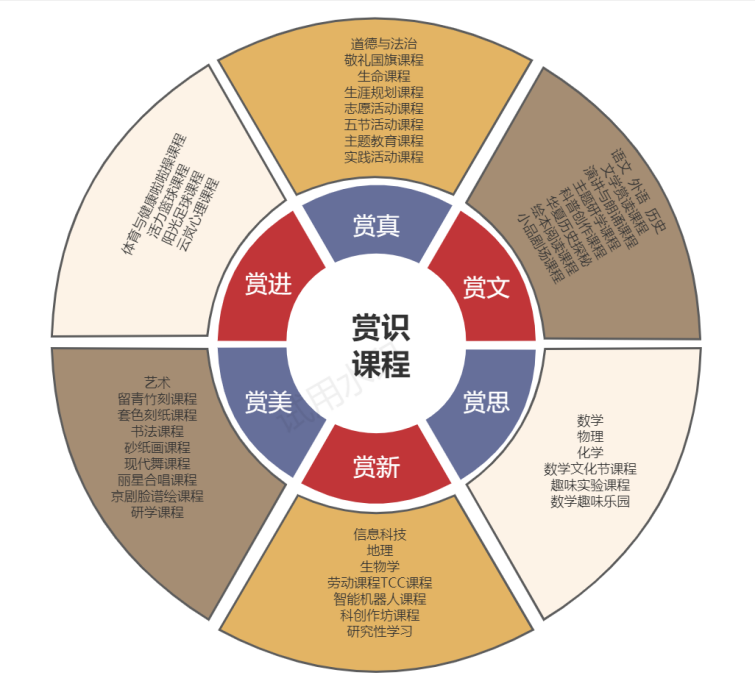 道德与法治
敬礼国旗课程
生命课程
生涯规划课程
志愿活动课程
五节活动课程
主题教育课程
实践活动课程
语文 外语 历史
文学赏读课程
演讲与朗诵课程
主题研学课程
科普创作课程
华夏历史探秘
绘本阅读课程
小品剧场课程
数学
物理
化学
数学文化节课程
趣味实验课程
数学趣味乐园
信息科技
地理
生物学
劳动课程TCC课程
智能机器人课程
科创作坊课程
研究性学习
艺术
留青竹刻课程
套色刻纸课程
书法课程
砂纸画课程
现代舞课程
丽星合唱课程
京剧脸谱绘课程
研学课程
体育与健康啦啦操课程
活力篮球课程
阳光足球课程
云岚心理课程
赏真
赏文
赏思
赏新
赏美
赏进
赏识
课程
试用水印